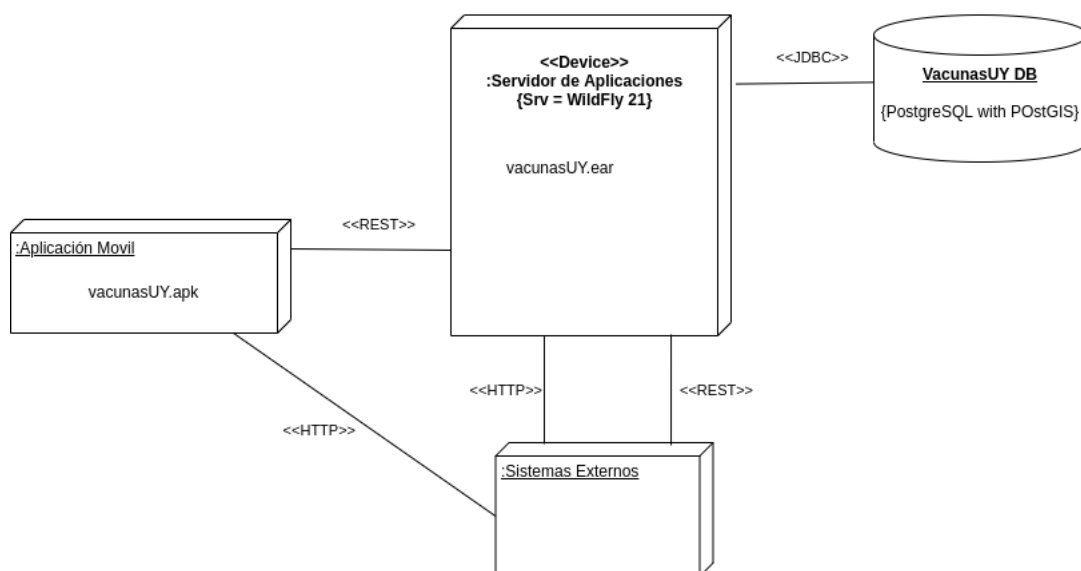 <<Device>>
:Servidor de Aplicaciones
{Srv = WildFly 21}
vacunasUY.ear
<<JDBC>>
VacunasUY DB
{PostgreSQL with POstGIS}
<<REST>>
:Aplicación Movil
vacunasUY.apk
<<HTTP>>
<<REST>>
<<HTTP>>
:Sistemas Externos